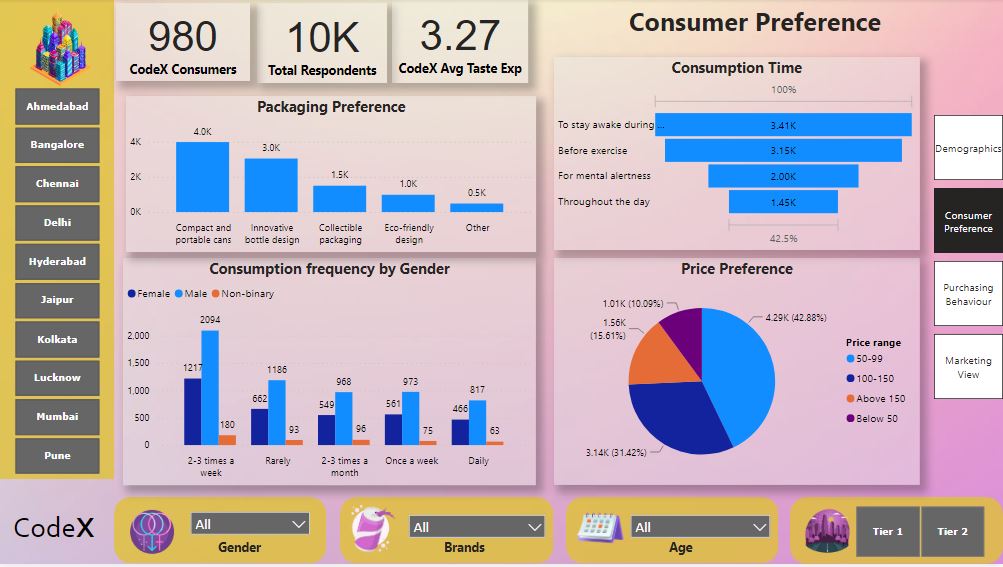 980
CodeX Consumers
10K
Total Respondents
3.27
CodeX Avg Taste Exp
Consumer Preference
Ahmedabad
Bangalore
Chennai
Delhi
Hyderabad
Jaipur
Kolkata
Lucknow
Mumbai
Pune
Packaging Preference
4K
2K
0K
4.0K
3.0K
1.5K
1.0K
0.5K
Compact and
portable cans
Innovative
bottle design
Collectible
packaging
Eco-friendly
design
Other
Consumption Time
100%
To stay awake during ...
3.41K
Before exercise
3.15K
For mental alertness
2.00K
Throughout the day
1.45K
42.5%
Demographics
Consumer
Preference
Purchasing
Behaviour
Marketing
View
Consumption frequency by Gender
Female Male Non-binary
2,000
1,500
1,000
500
0
1217
2094
180
662
1186
93
549
968
96
561
973
75
466
817
63
2-3 times a
week
Rarely
2-3 times a
month
Once a week
Daily
Price Preference
1.01K (10.09%)
1.56K
(15.61%)
4.29K (42.88%)
3.14K (31.42%)
Price range
50-99
100-150
Above 150
Below 50
CodeX
All
Gender
All
Brands
All
Age
Tier 1
Tier 2